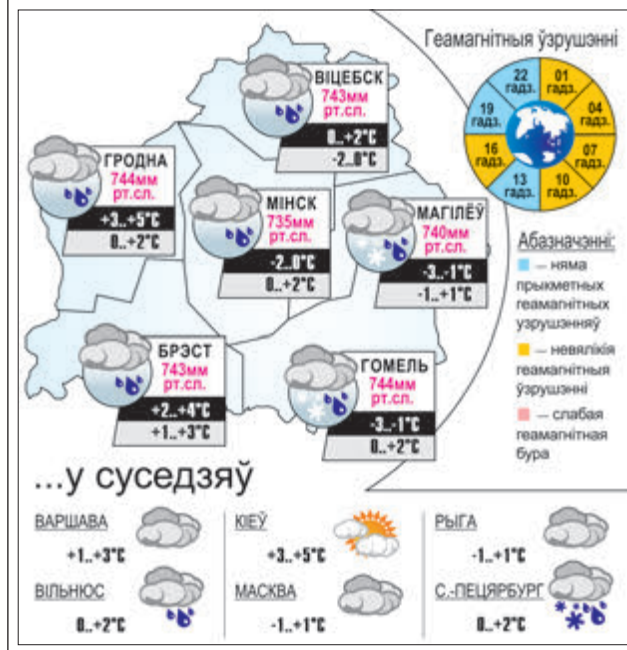 Геамагнітныя ўзрушэнні
22 гадз.
01 гадз.
04 гадз.
07 гадз.
10 гадз.
13 гадз.
16 гадз.
19 гадз.
ВІЦЕБСК
743мм
рт.сл.
0..+2°C
-2..0°C
ГРОДНА
744мм
рт.сл.
+3..+5°C
0..+2°C
МІНСК
735мм
рт.сл.
-2..0°C
0..+2°C
МАГІЛЁЎ
740мм
рт.сл.
-3..-1°C
-1..+1°C
БРЭСТ
743мм
рт.сл.
+2..+4°C
+1..+3°C
ГОМЕЛЬ
744мм
рт.сл.
-3..-1°C
0..+2°C
Абазначэнні:
— няма
прыкметных
геамагнітных
узрушэнняў
— невялікія
геамагнітныя
ўзрушэнні
— слабая
геамагнітная
бура
...у суседзяў
ВАРШАВА
+1..+3°C
КІЕЎ
+3..+5°C
РЫГА
-1..+1°C
ВІЛЬНЮС
0..+2°C
МАСКВА
-1..+1°C
С.-ПЕЦЯРБУРГ
0..+2°C